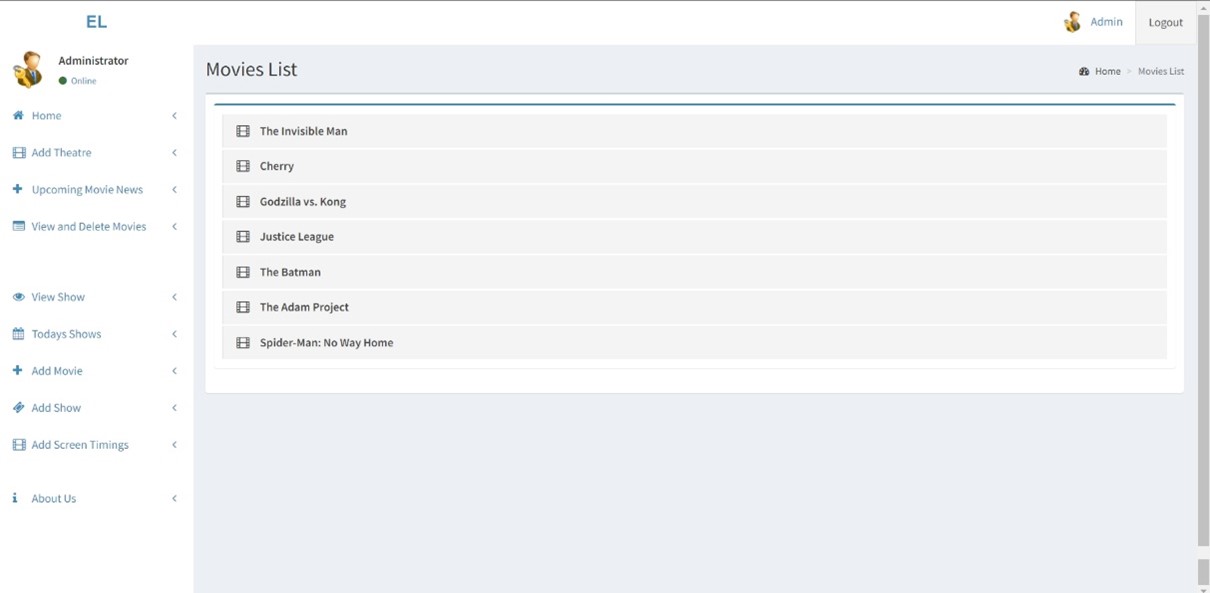 EL
Admin
Logout
Administrator
Online
Home
Add Theatre
Upcoming Movie News
View and Delete Movies
View Show
Todays Shows
Add Movie
Add Show
Add Screen Timings
About Us
Movies List
Home > Movies List
The Invisible Man
Cherry
Godzilla vs. Kong
Justice League
The Batman
The Adam Project
Spider-Man: No Way Home